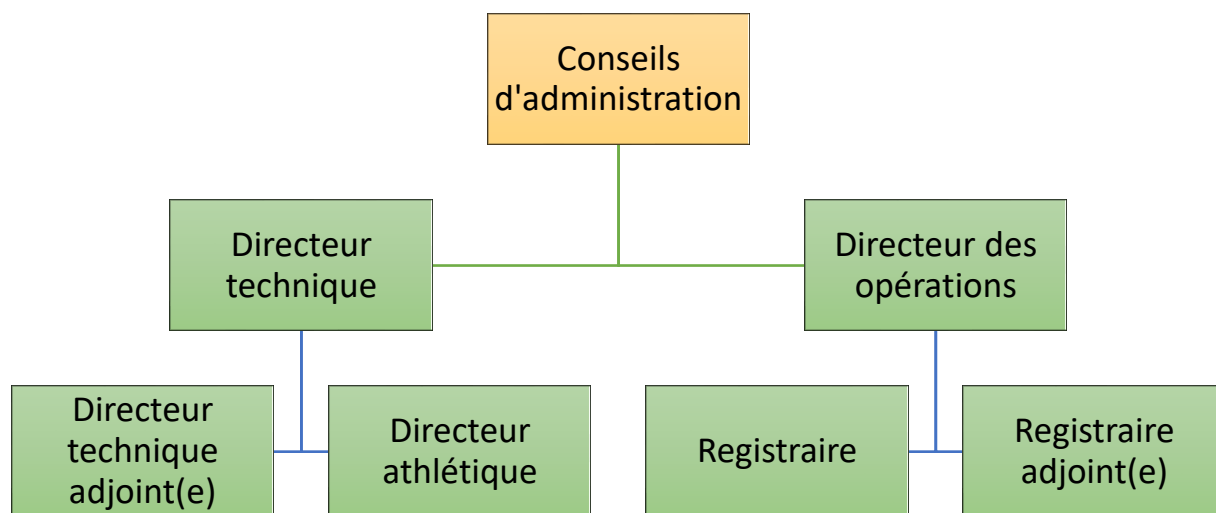 Conseils
d'administration
Directeur
technique
Directeur des
opérations
Directeur
technique
adjoint(e)
Directeur
athlétique
Registraire
Registraire
adjoint(e)